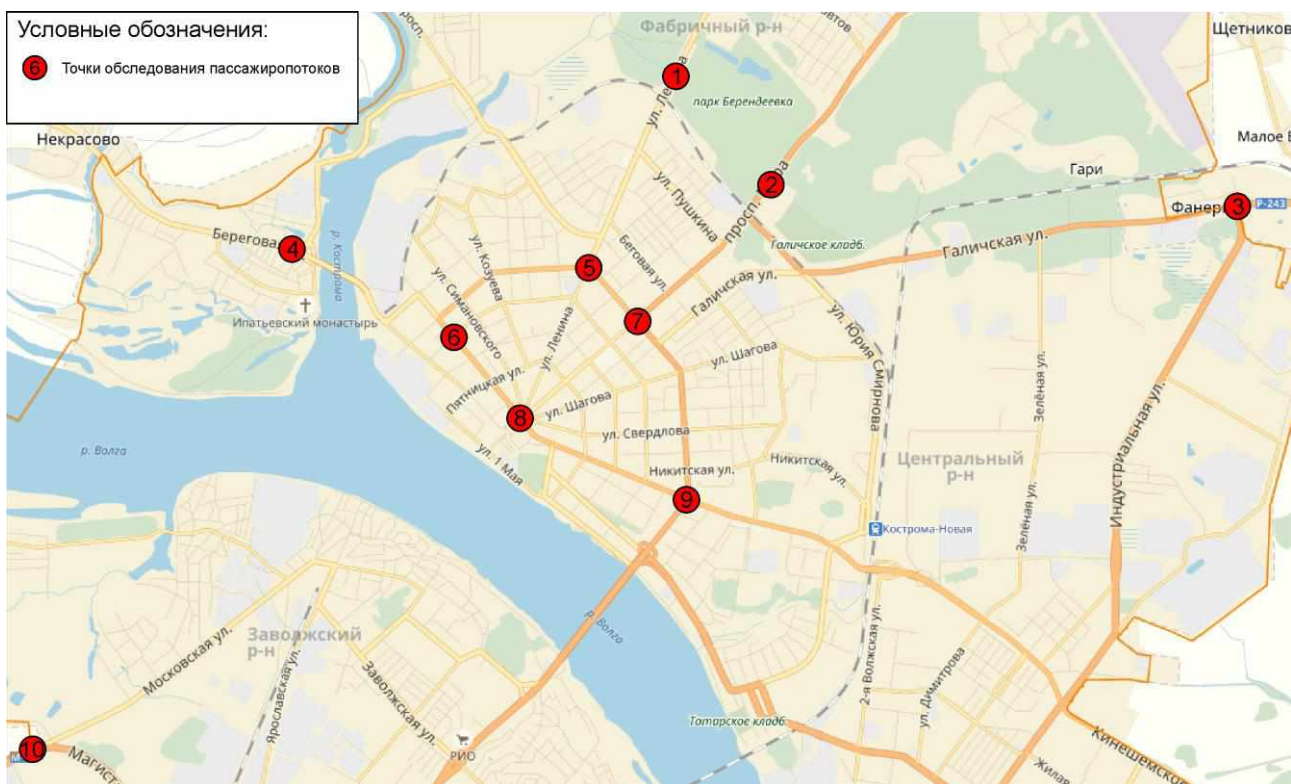 Условные обозначения:
6 Точки обследования пассажиропотоков
Фабричный р-н
Щетников
1
ул.
парк Берендеевка
Некрасово
Малое
Гари
2
просп.
ул. Пушкина
3
Р-243
Береговая
4
р. Кострома
Галичское кладб.
Галичская ул.
ул. Козуева
5
Беговая ул.
Галичская ул.
ул. Симановского
Ипатьевский монастырь
6
7
ул. Ленина
ул. Юрия Смирнова
ул. Шагова
Пятницкая ул.
Зелёная ул.
8
ул. Шагова
ул. Свердлова
Индустриальная ул.
р. Волга
ул. 1 Мая
Никитская ул.
Никитская ул.
Центральный
р-н
9
Зелёная ул.
Кострома-Новая
р. Волга
Заволжский
р-н
Московская ул.
Ярославская ул.
Заволжская ул.
2-я Волжская ул.
ул. Димитрова
Татарское кладб.
10
Магист
РИО
Кинешемско
Жилая